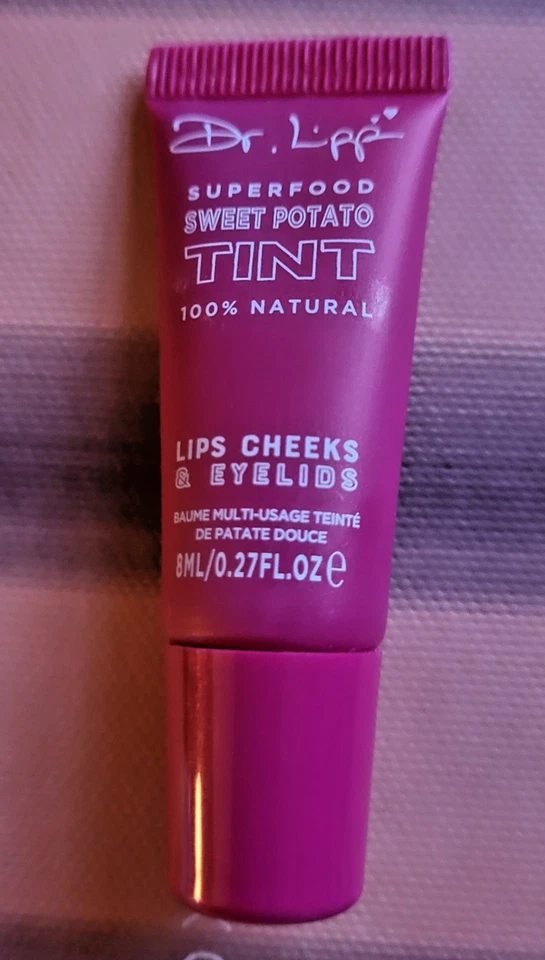 Dr. Lipp
SUPERFOOD
SWEET POTATO
TINT
100% NATURAL
LIPS CHEEKS
& EYELIDS
BAUME MULTI-USAGE TEINTÉ
DE PATATE DOUCE
8ML/0.27FL.OZ℮